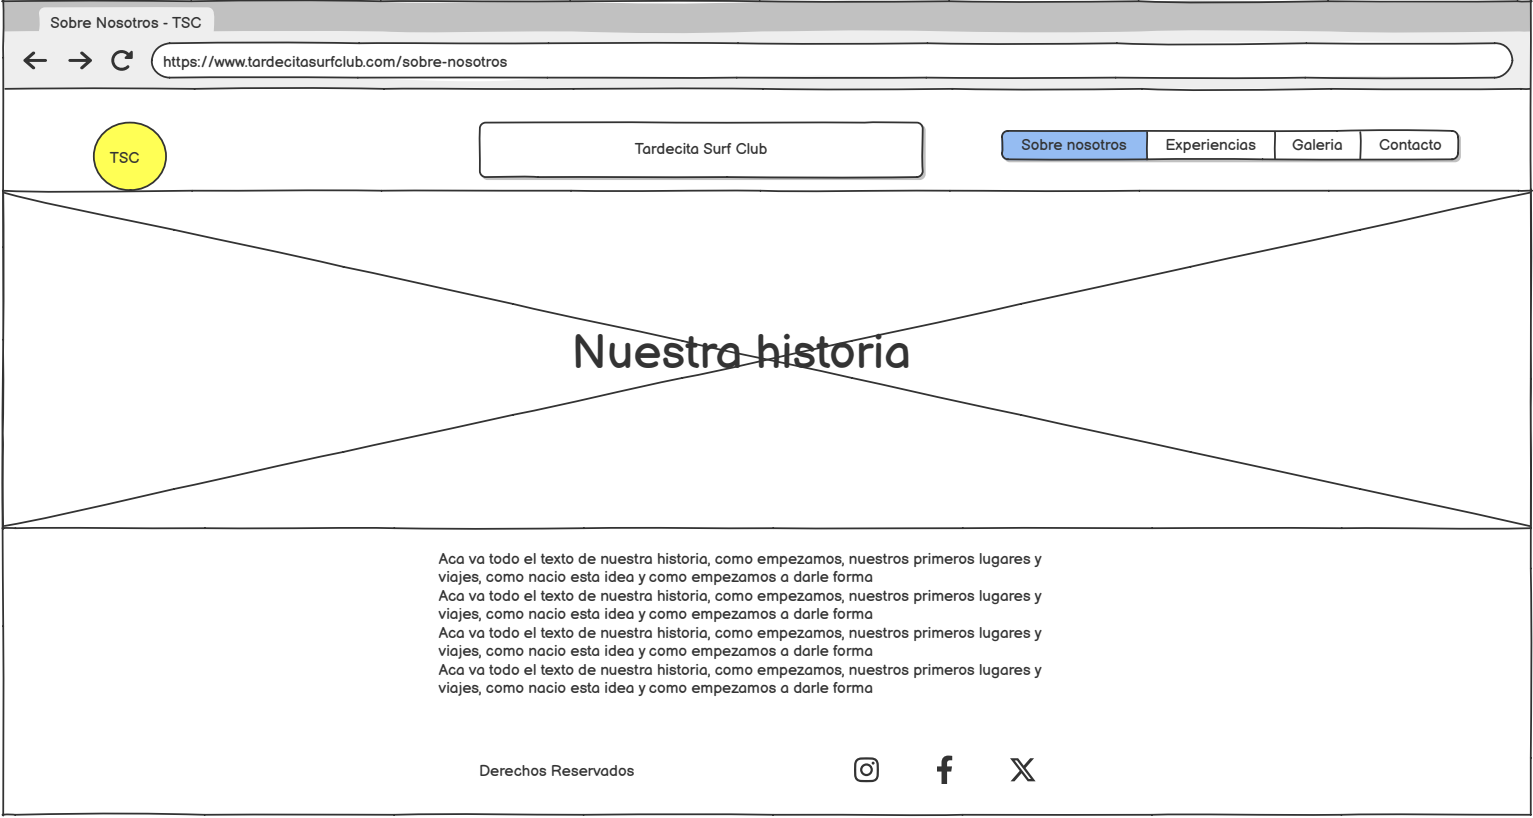 Sobre Nosotros - TSC
https://www.tardecitasurfclub.com/sobre-nosotros
TSC
Tardecita Surf Club
Sobre nosotros
Experiencias
Galeria
Contacto
Nuestra historia
Aca va todo el texto de nuestra historia, como empezamos, nuestros primeros lugares y
viajes, como nacio esta idea y como empezamos a darle forma
Aca va todo el texto de nuestra historia, como empezamos, nuestros primeros lugares y
viajes, como nacio esta idea y como empezamos a darle forma
Aca va todo el texto de nuestra historia, como empezamos, nuestros primeros lugares y
viajes, como nacio esta idea y como empezamos a darle forma
Aca va todo el texto de nuestra historia, como empezamos, nuestros primeros lugares y
viajes, como nacio esta idea y como empezamos a darle forma
Derechos Reservados